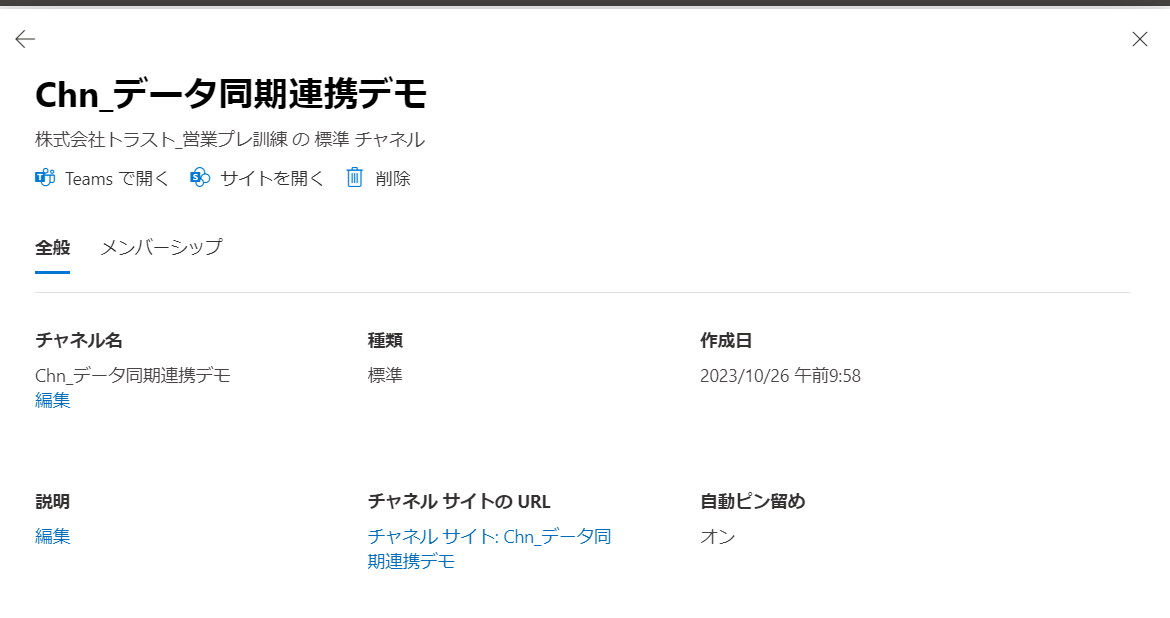 Chn_データ同期連携デモ
株式会社トラスト_営業プレ訓練 の 標準 チャネル
Teams で開く サイトを開く 削除
全般 メンバーシップ
チャネル名 種類 作成日
Chn_データ同期連携デモ 標準 2023/10/26 午前9:58
編集
説明 チャネル サイトの URL 自動ピン留め
編集 チャネル サイト: Chn_データ同 オン
期連携デモ